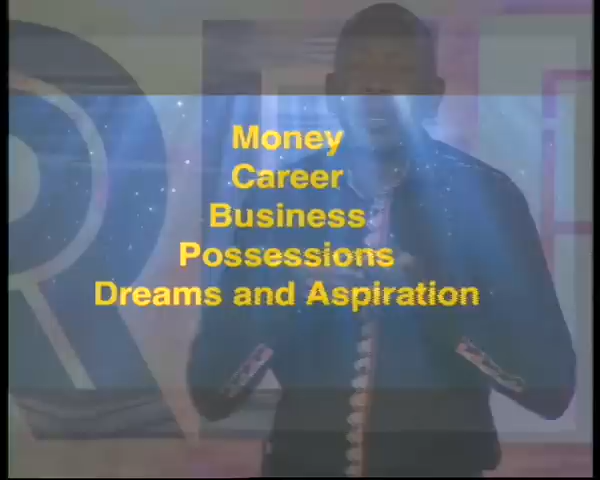 Money
Career
Business
Possessions
Dreams and Aspiration